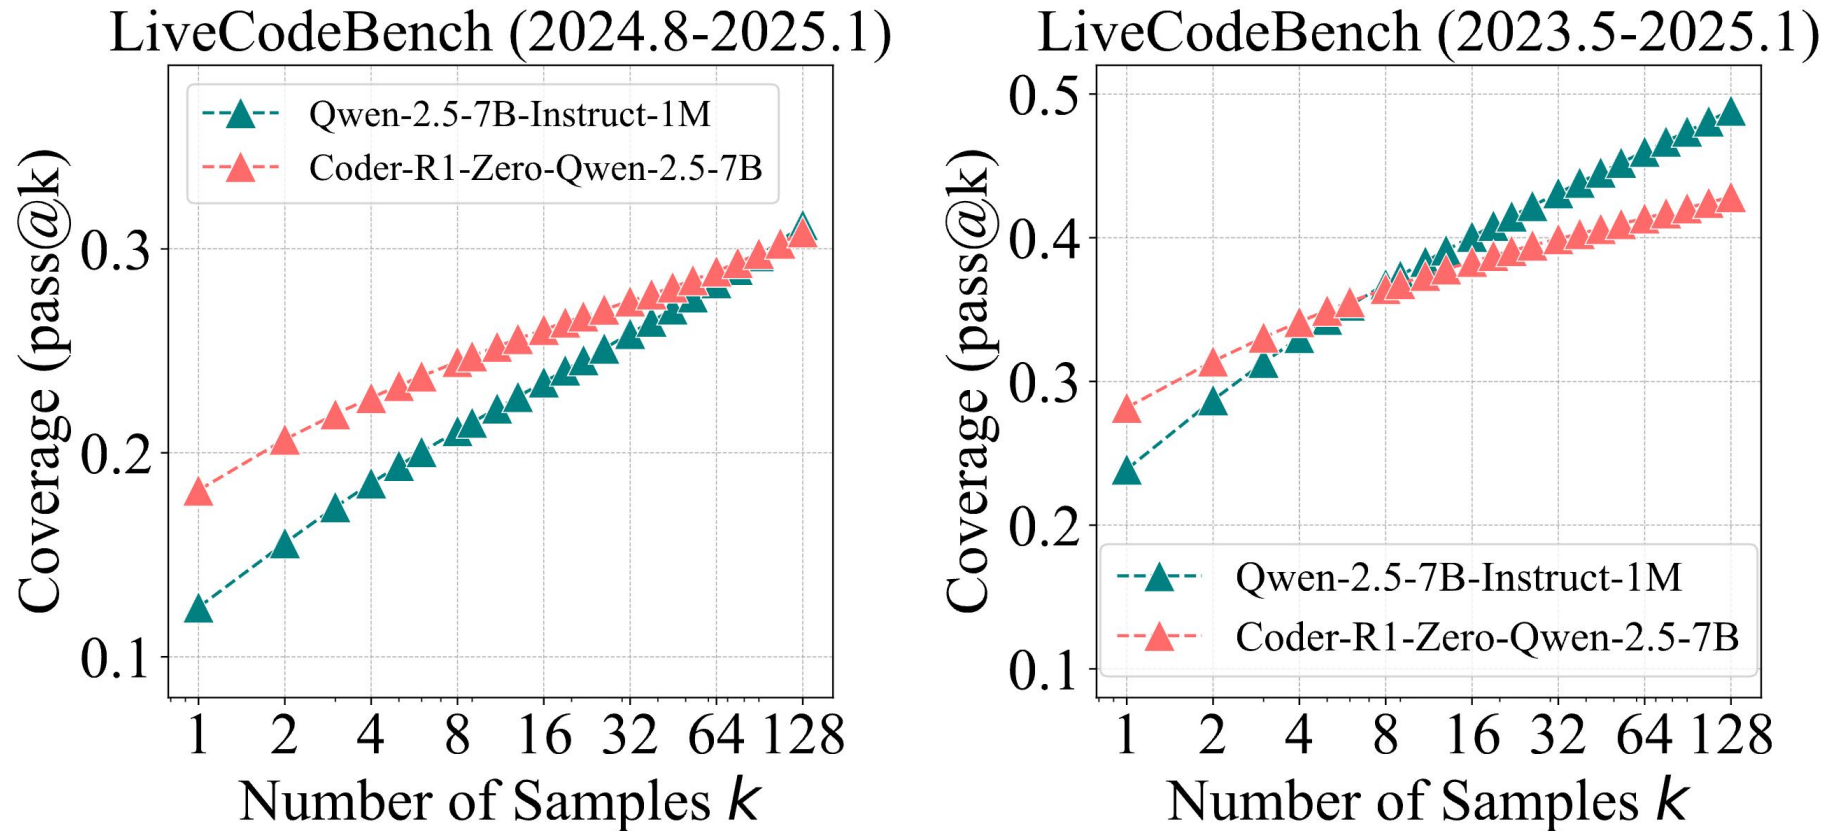 LiveCodeBench (2024.8-2025.1)
Qwen-2.5-7B-Instruct-1M
Coder-R1-Zero-Qwen-2.5-7B
Coverage (pass@k)
0.3
0.2
0.1
1 2 4 8 16 32 64 128
Number of Samples k
LiveCodeBench (2023.5-2025.1)
Coverage (pass@k)
0.5
0.4
0.3
0.2
0.1
Qwen-2.5-7B-Instruct-1M
Coder-R1-Zero-Qwen-2.5-7B
1 2 4 8 16 32 64 128
Number of Samples k